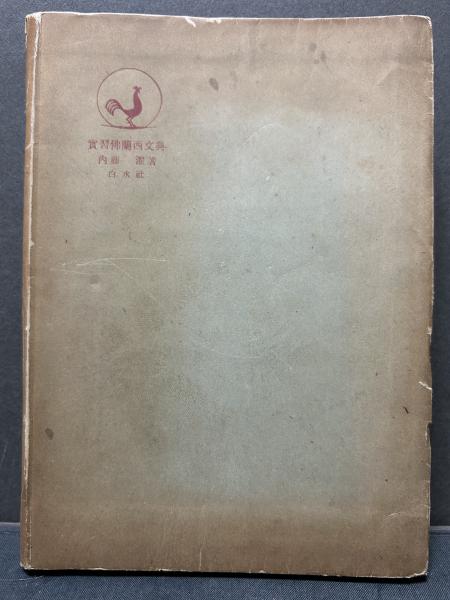 實習佛蘭西文典
內藤 濯 著
白水社